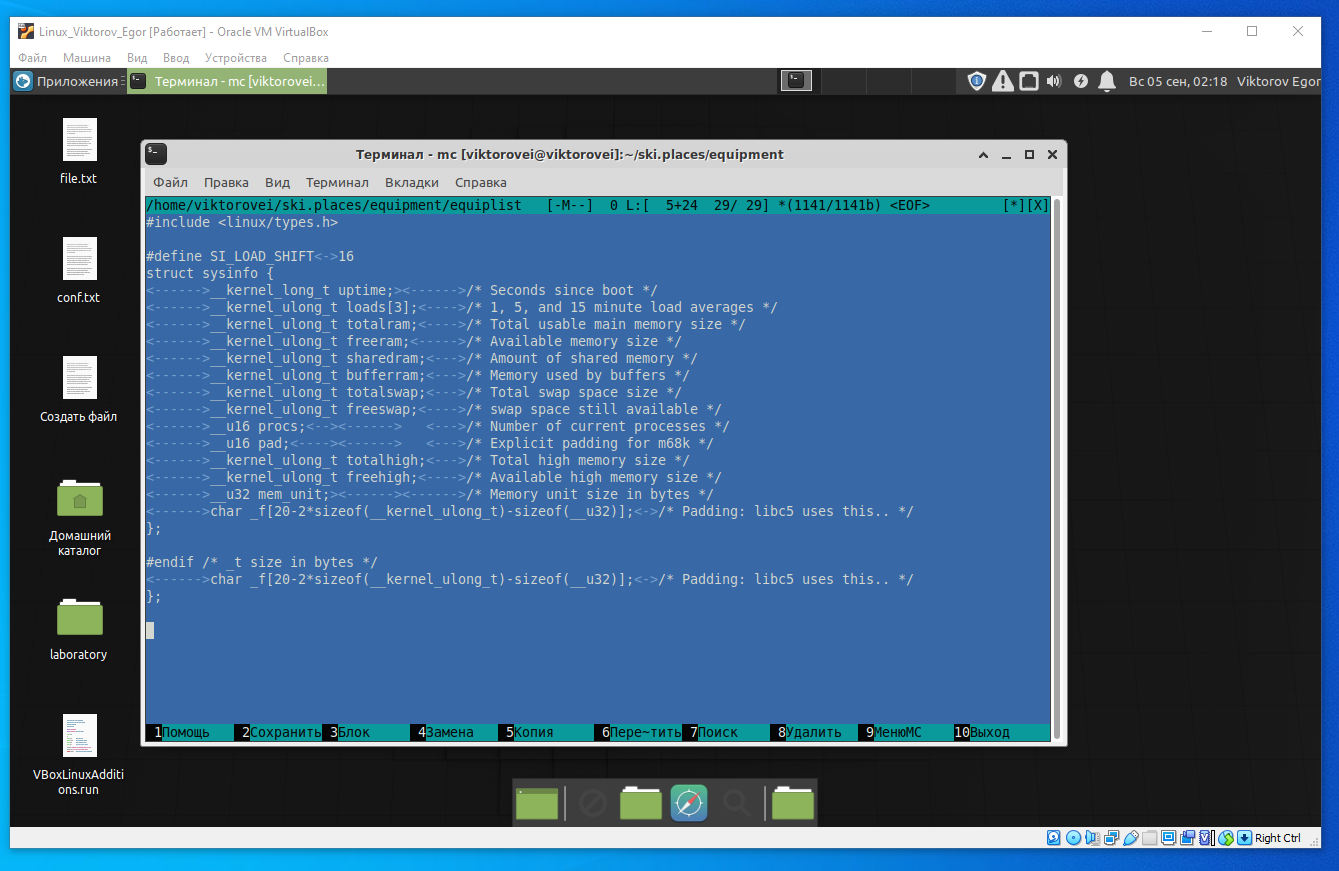 Linux_Viktorov_Egor [Работает] - Oracle VM VirtualBox
Файл Машина Вид Ввод Устройства Справка
Приложения Терминал - mc [viktorovei... Вс 05 сен, 02:18 Viktorov Egor
file.txt
conf.txt
Создать файл
Домашний
каталог
laboratory
VBoxLinuxAdditi
ons.run
Терминал - mc [viktorovei@viktorovei]:~/ski.places/equipment
Файл Правка Вид Терминал Вкладки Справка
/home/viktorovei/ski.places/equipment/equiplist [-M--] 0 L:[ 5+24 29/ 29] *(1141/1141b) <EOF> [*][X]
#include <linux/types.h>
#define SI_LOAD_SHIFT<->16
struct sysinfo {
<------>__kernel_long_t uptime;><------>/* Seconds since boot */
<------>__kernel_ulong_t loads[3];<---->/* 1, 5, and 15 minute load averages */
<------>__kernel_ulong_t totalram;<---->/* Total usable main memory size */
<------>__kernel_ulong_t freeram;<---->/* Available memory size */
<------>__kernel_ulong_t sharedram;<--->/* Amount of shared memory */
<------>__kernel_ulong_t bufferram;<--->/* Memory used by buffers */
<------>__kernel_ulong_t totalswap;<--->/* Total swap space size */
<------>__kernel_ulong_t freeswap;<---->/* swap space still available */
<------>__u16 procs;<--><------> <--->/* Number of current processes */
<------>__u16 pad;<----><------> <--->/* Explicit padding for m68k */
<------>__kernel_ulong_t totalhigh;<--->/* Total high memory size */
<------>__kernel_ulong_t freehigh;<---->/* Available high memory size */
<------>__u32 mem_unit;><------><------>/* Memory unit size in bytes */
<------>char _f[20-2*sizeof(__kernel_ulong_t)-sizeof(__u32)];<->/* Padding: libc5 uses this.. */
};
#endif /* _t size in bytes */
<------>char _f[20-2*sizeof(__kernel_ulong_t)-sizeof(__u32)];<->/* Padding: libc5 uses this.. */
};
1Помощь 2Сохранить 3Блок 4Замена 5Копия 6Пере~тить 7Поиск 8Удалить 9МенюMC 10Выход
Right Ctrl